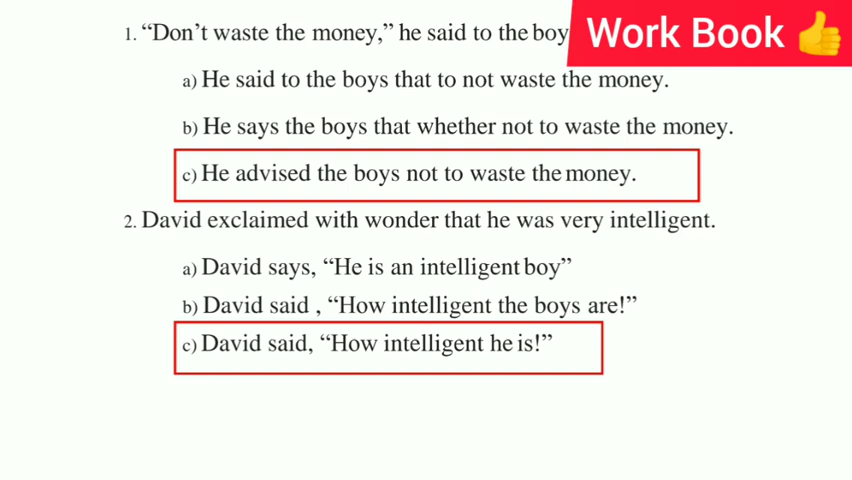 1. “Don’t waste the money,” he said to the boy
Work Book 👍
a) He said to the boys that to not waste the money.
b) He says the boys that whether not to waste the money.
c) He advised the boys not to waste the money.
2. David exclaimed with wonder that he was very intelligent.
a) David says, “He is an intelligent boy”
b) David said , “How intelligent the boys are!”
c) David said, “How intelligent he is!”